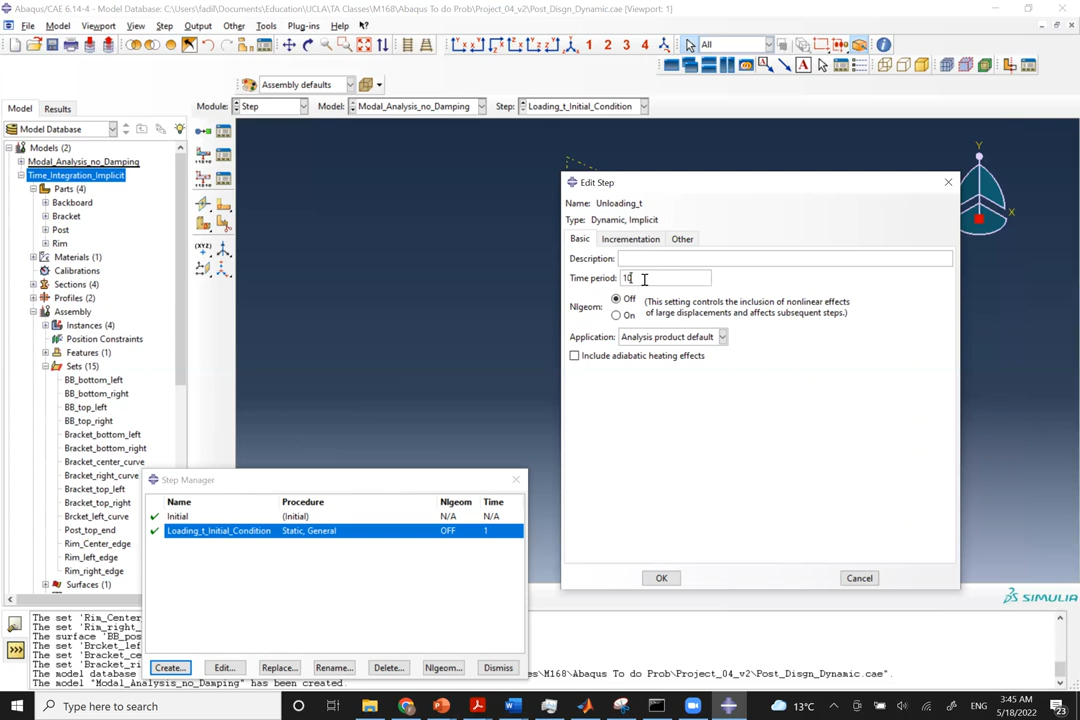 Abaqus/CAE 6.14-4 - Model Database: C:\Users\fadil\Documents\Education\UCLA\TA Classes\M168\Abaqus To do Prob\Project_04_v2\Post_Disgn_Dynamic.cae [Viewport: 1]
File Model Viewport View Step Output Other Tools Plug-ins Help
1 2 3 4 All
Assembly defaults
Model Results
Module: Step Model: Modal_Analysis_no_Damping Step: Loading_t_Initial_Condition
Model Database
Models (2)
Modal_Analysis_no_Damping
Time_Integration_Implicit
Parts (4)
Backboard
Bracket
Post
Rim
Materials (1)
Calibrations
Sections (4)
Profiles (2)
Assembly
Instances (4)
Position Constraints
Features (1)
Sets (15)
BB_bottom_left
BB_bottom_right
BB_top_left
BB_top_right
Bracket_bottom_left
Bracket_bottom_right
Bracket_center_curve
Bracket_right_curve
Bracket_top_left
Bracket_top_right
Brcket_left_curve
Post_top_end
Rim_Center_edge
Rim_left_edge
Rim_right_edge
Surfaces (1)
(XYZ)
Y
X
Edit Step
Name: Unloading_t
Type: Dynamic, Implicit
Basic Incrementation Other
Description:
Time period: 10
Nlgeom:
Off
On
(This setting controls the inclusion of nonlinear effects
of large displacements and affects subsequent steps.)
Application: Analysis product default
Include adiabatic heating effects
OK Cancel
Step Manager
Name Procedure Nlgeom Time
Initial (Initial) N/A N/A
Loading_t_Initial_Condition Static, General OFF 1
Create... Edit... Replace... Rename... Delete... Nlgeom... Dismiss
SIMULIA
The set 'Rim_Center
The set 'Rim_right_
The surface 'BB_pos
The set 'Brcket_lef
The set 'Bracket_ce
The set 'Bracket_ri
The model database
es\M168\Abaqus To do Prob\Project_04_v2\Post_Disgn_Dynamic.cae".
The model "Modal_Analysis_no_Damping" has been created.
Type here to search
13°C
ENG
3:45 AM
5/18/2022
23